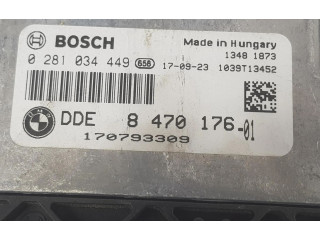 BOSCH
Made in Hungary
1348 1873
0 281 034 449 656 17-09-23 1039T13452
DDE 8 470 176-01
170793309